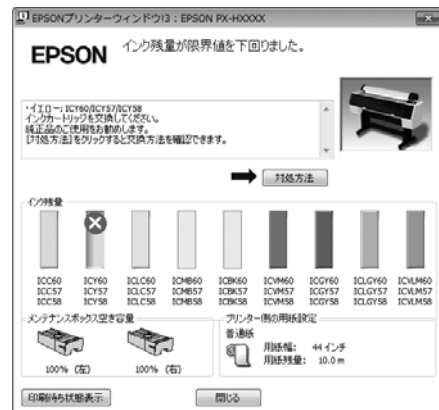 EPSONプリンターウィンドウ!3 : EPSON PX-HXXXX
EPSON
インク残量が限界値を下回りました。
・イエロー: ICY60/ICY57/ICY58
インクカートリッジを交換してください。
純正品のご使用をお勧めします。
[対処方法]をクリックすると交換方法を確認できます。
対処方法
インク残量
ICC60 ICY60 ICLC60 ICMB60 ICBK60 ICVM60 ICGY60 ICLGY60 ICVLM60
ICC57 ICY57 ICLC57 ICMB57 ICBK57 ICVM57 ICGY57 ICLGY57 ICVLM57
ICC58 ICY58 ICLC58 ICMB58 ICBK58 ICVM58 ICGY58 ICLGY58 ICVLM58
メンテナンスボックス空き容量
100% (左) 100% (右)
プリンター側の用紙設定
普通紙
用紙幅: 44 インチ
用紙残量: 10.0 m
印刷待ち状態表示 閉じる